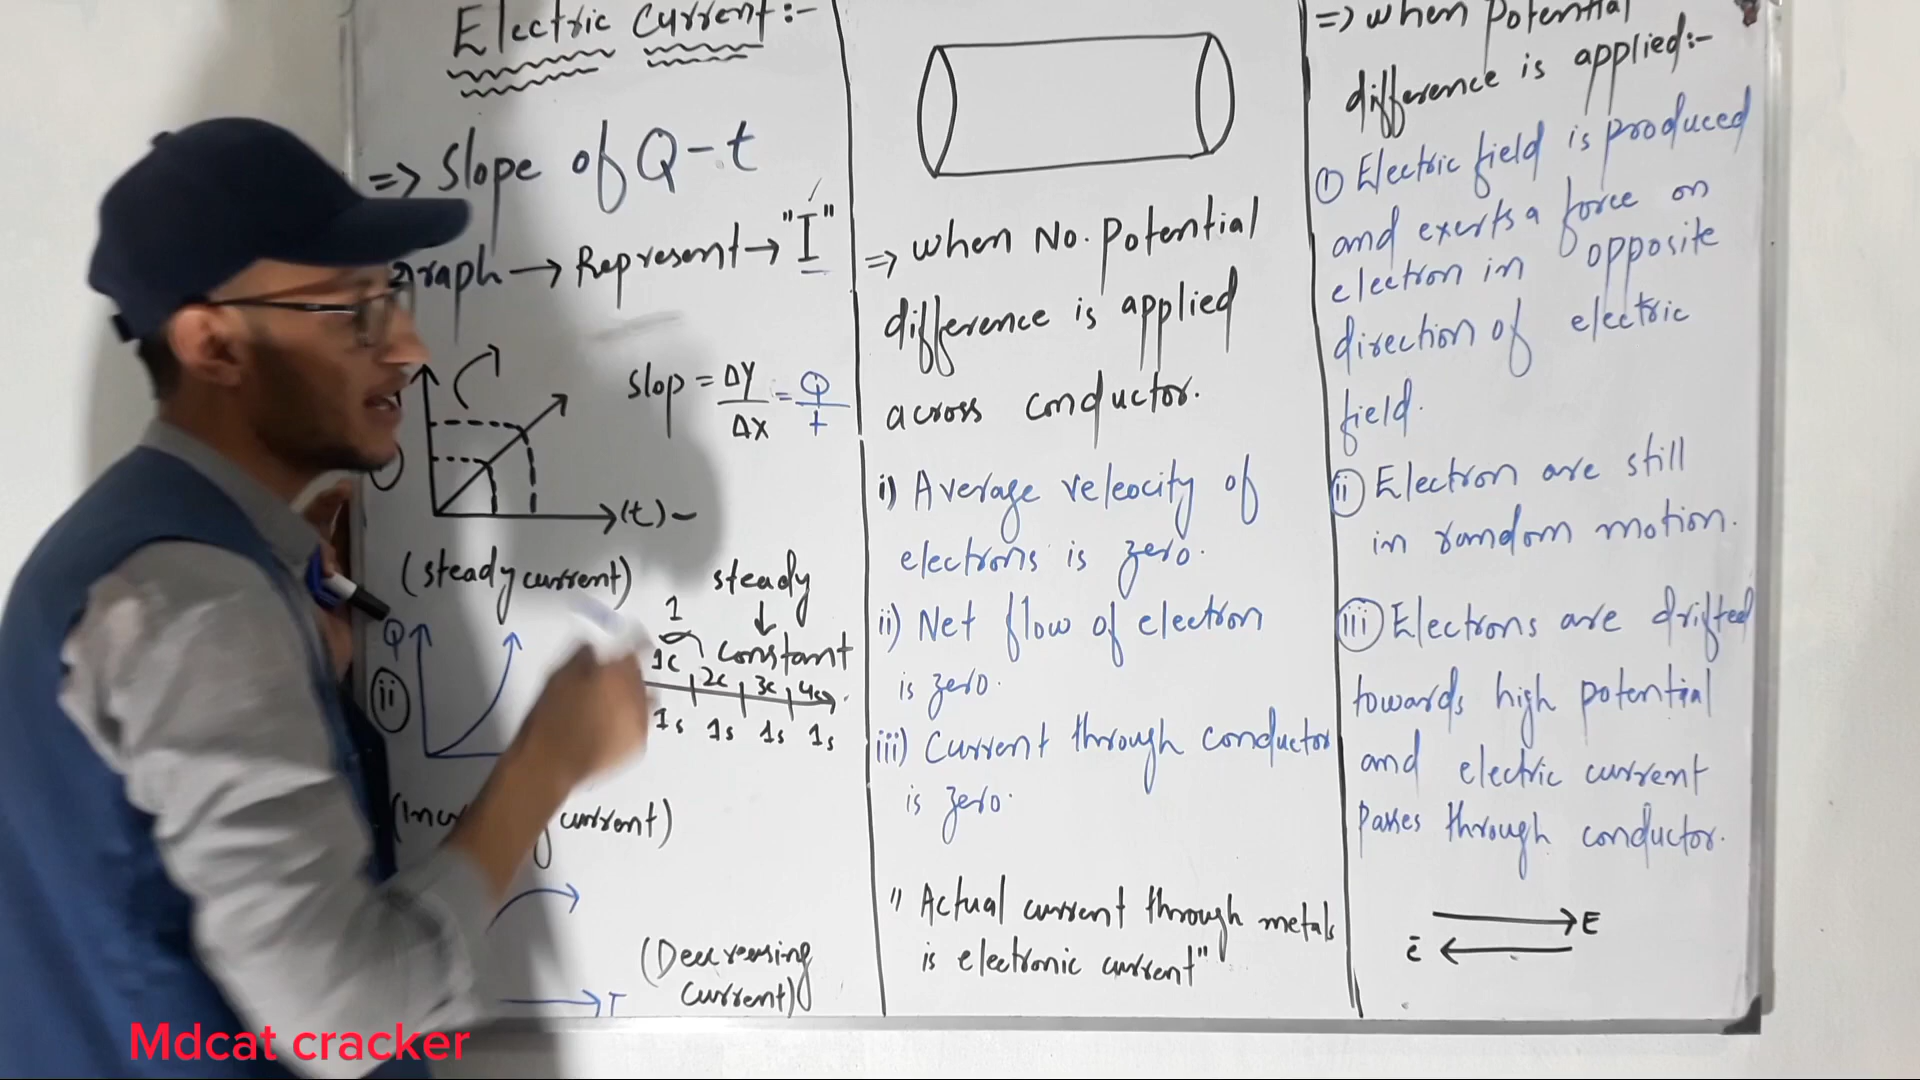 Electric Current:-
=> Slope of Q-t
graph → Represent → "I"
slop = ΔY/ΔX = Q/t
(t) -
(steady current)
steady
↓
constant
1
1c 2c 3c 4c
1s 1s 1s 1s
Q
ii
current)
T
(Decreasing
current)
=> when No. potential
difference is applied
across conductor.
i) Average veleocity of
electrons is zero.
ii) Net flow of electron
is zero.
iii) Current through conductor
is zero.
" Actual current through metals
is electronic current"
=> when potential
difference is applied:-
① Electric field is produced
and exerts a force on
electron in opposite
direction of electric
field.
ii Electron are still
in random motion.
iii Electrons are drifted
towards high potential
and electric current
Passes through conductor.
E
ē
Mdcat cracker